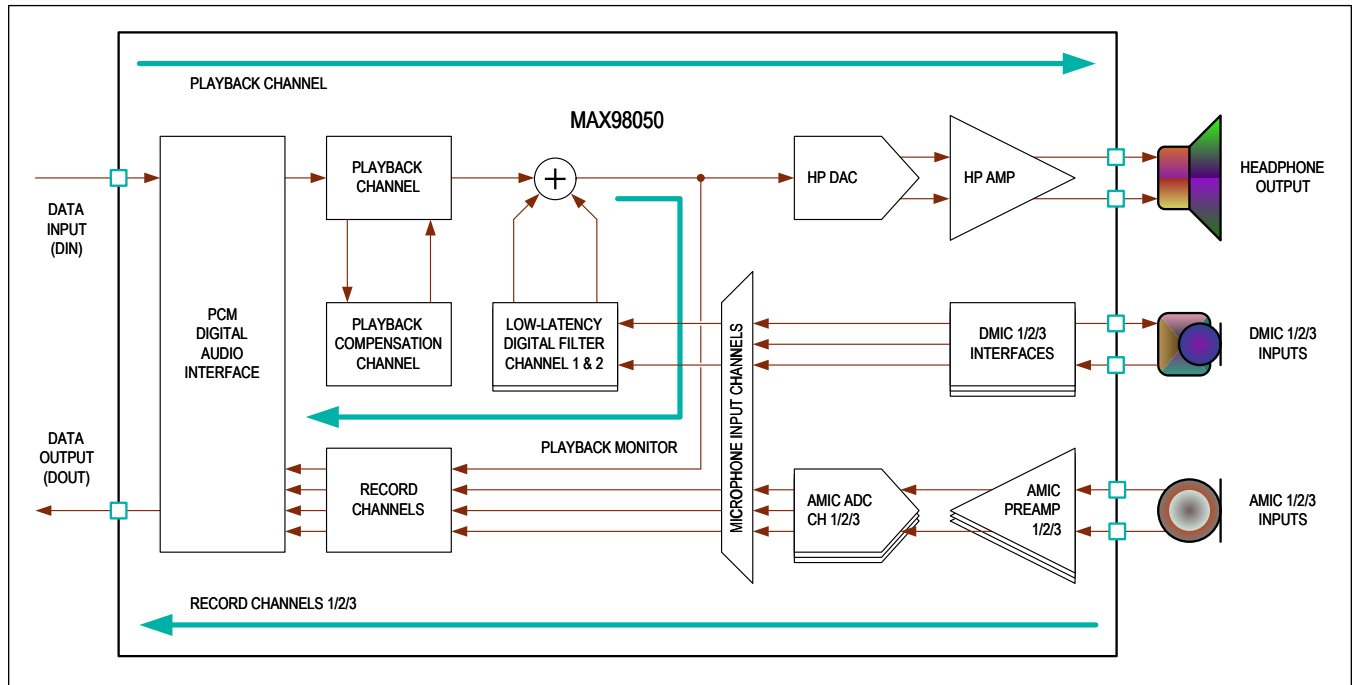 PLAYBACK CHANNEL
MAX98050
DATA
INPUT
(DIN)
PCM
DIGITAL
AUDIO
INTERFACE
PLAYBACK
CHANNEL
+
HP DAC
HP AMP
HEADPHONE
OUTPUT
PLAYBACK
COMPENSATION
CHANNEL
LOW-LATENCY
DIGITAL FILTER
CHANNEL 1 & 2
MICROPHONE INPUT CHANNELS
DMIC 1/2/3
INTERFACES
DMIC 1/2/3
INPUTS
PLAYBACK MONITOR
DATA
OUTPUT
(DOUT)
RECORD
CHANNELS
AMIC ADC
CH 1/2/3
AMIC
PREAMP
1/2/3
AMIC 1/2/3
INPUTS
RECORD CHANNELS 1/2/3